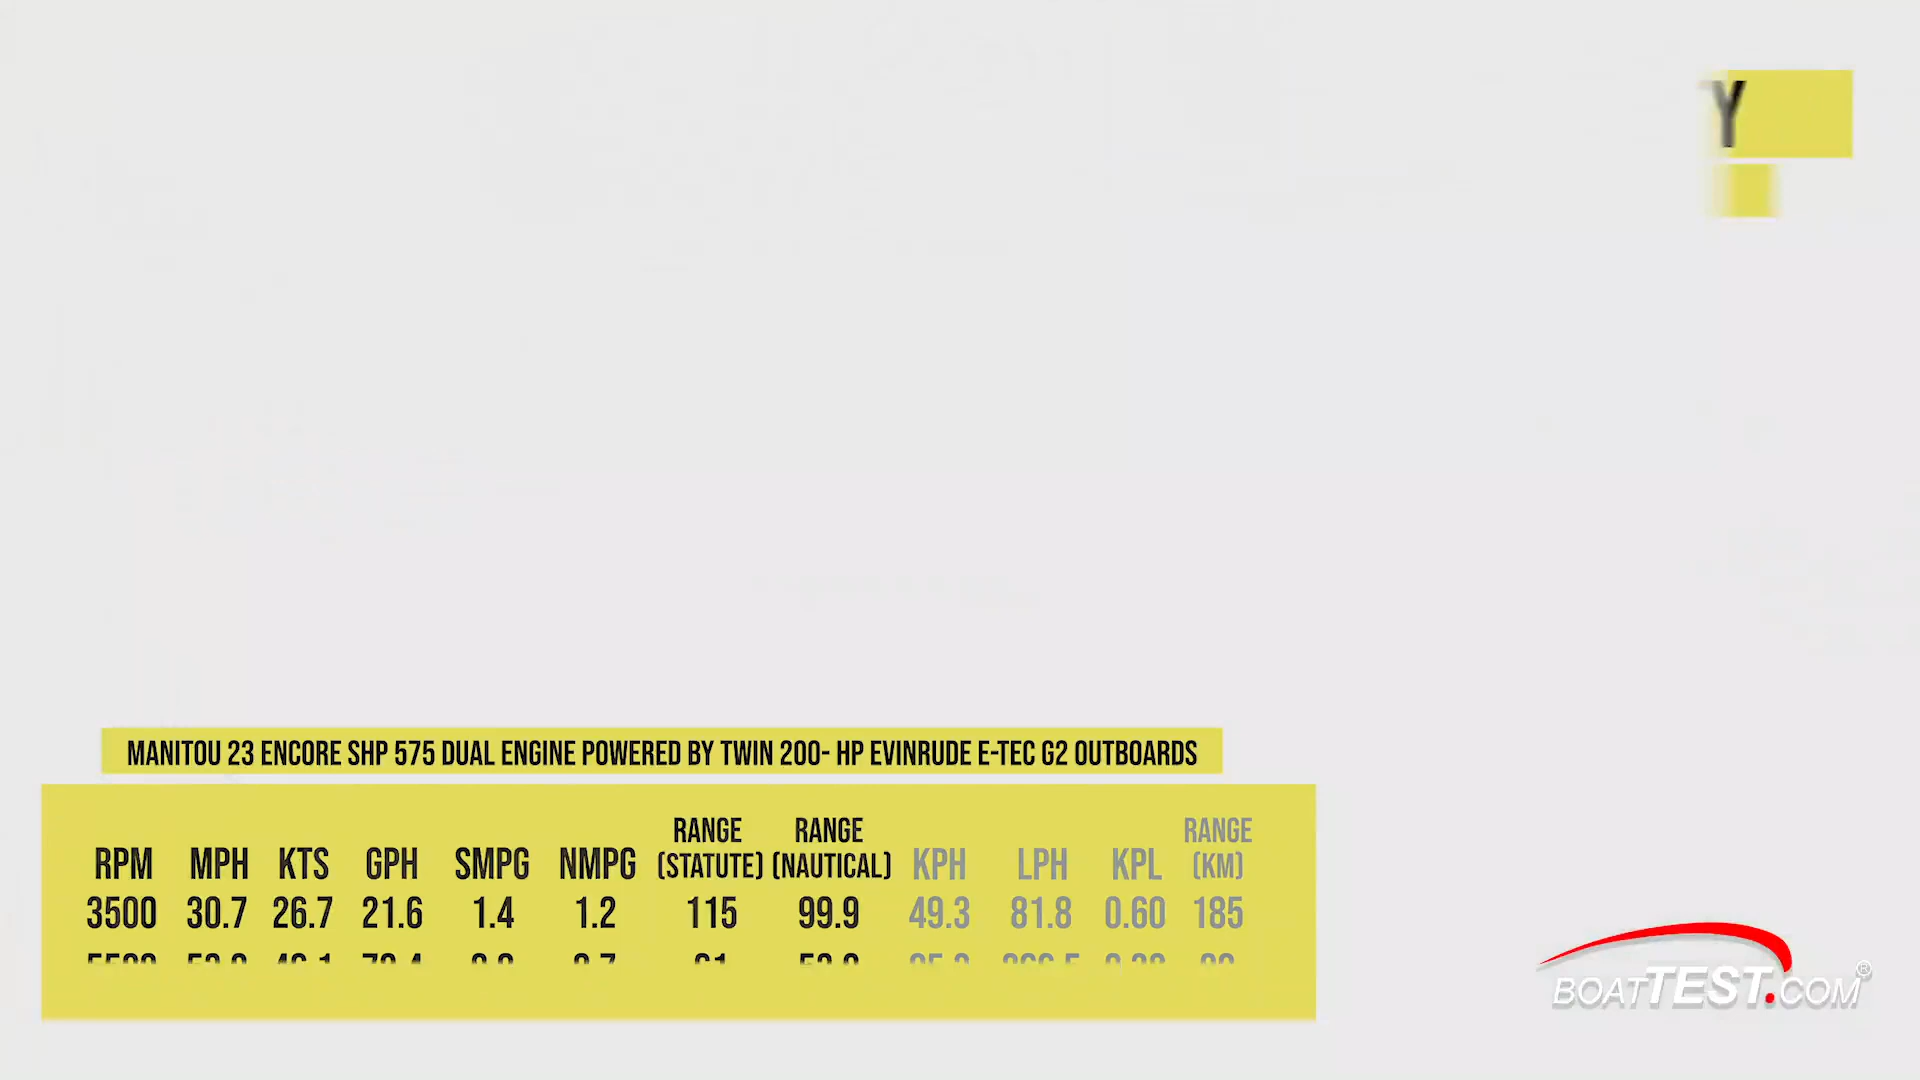 Y
MANITOU 23 ENCORE SHP 575 DUAL ENGINE POWERED BY TWIN 200- HP EVINRUDE E-TEC G2 OUTBOARDS
RPM MPH KTS GPH SMPG NMPG RANGE (STATUTE) RANGE (NAUTICAL) KPH LPH KPL RANGE (KM)
3500 30.7 26.7 21.6 1.4 1.2 115 99.9 49.3 81.8 0.60 185
BOATTEST.COM®